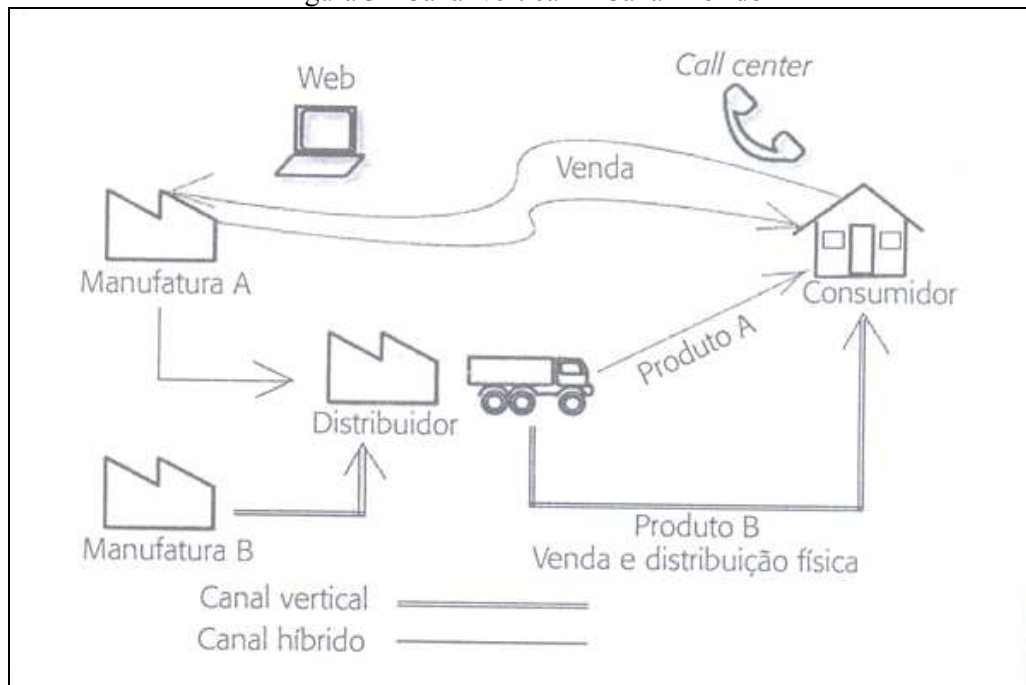 Web
Call center
Venda
Manufatura A
Consumidor
Produto A
Distribuidor
Manufatura B
Produto B
Venda e distribuição física
Canal vertical
Canal híbrido